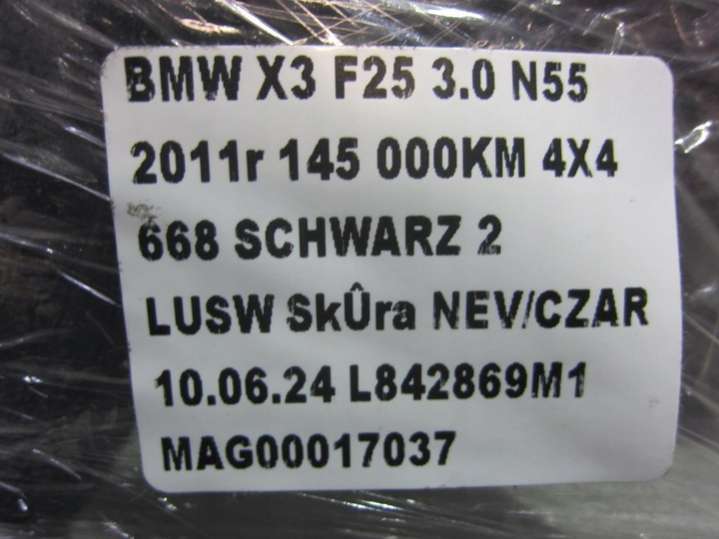 BMW X3 F25 3.0 N55
2011r 145 000KM 4X4
668 SCHWARZ 2
LUSW SkÛra NEV/CZAR
10.06.24 L842869M1
MAG00017037